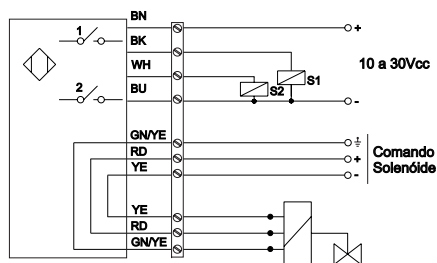 BN
+
1
BK
10 a 30Vcc
WH
S1
S2
2
BU
-
GN/YE
RD
+
YE
-
Comando
Solenóide
YE
RD
GN/YE